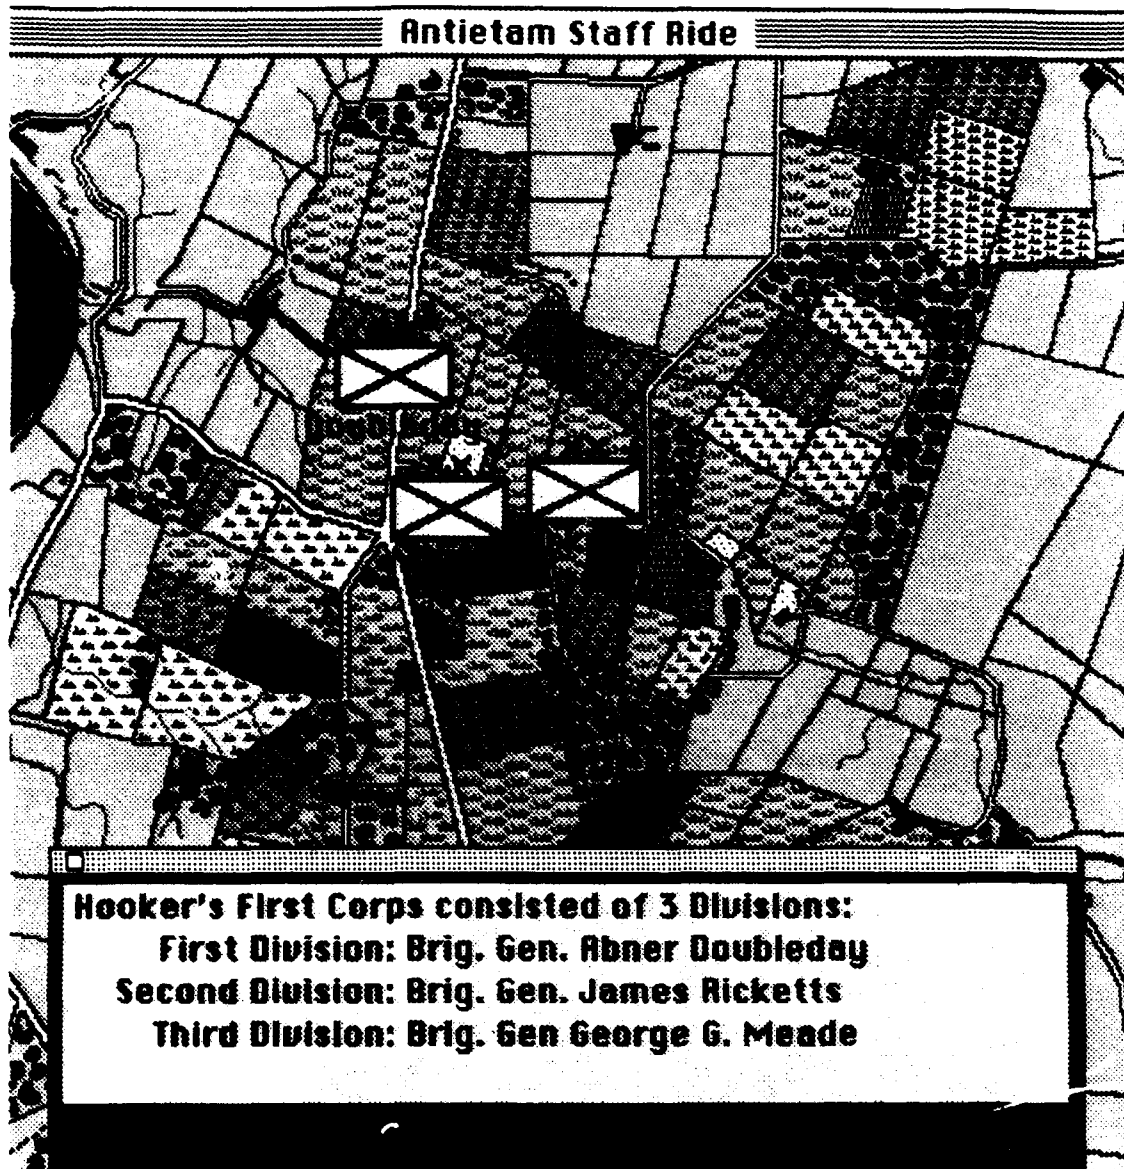 Antietam Staff Ride
Doubleday
M
Hooker's First Corps consisted of 3 Divisions:
First Division: Brig. Gen. Abner Doubleday
Second Division: Brig. Gen. James Ricketts
Third Division: Brig. Gen George G. Meade